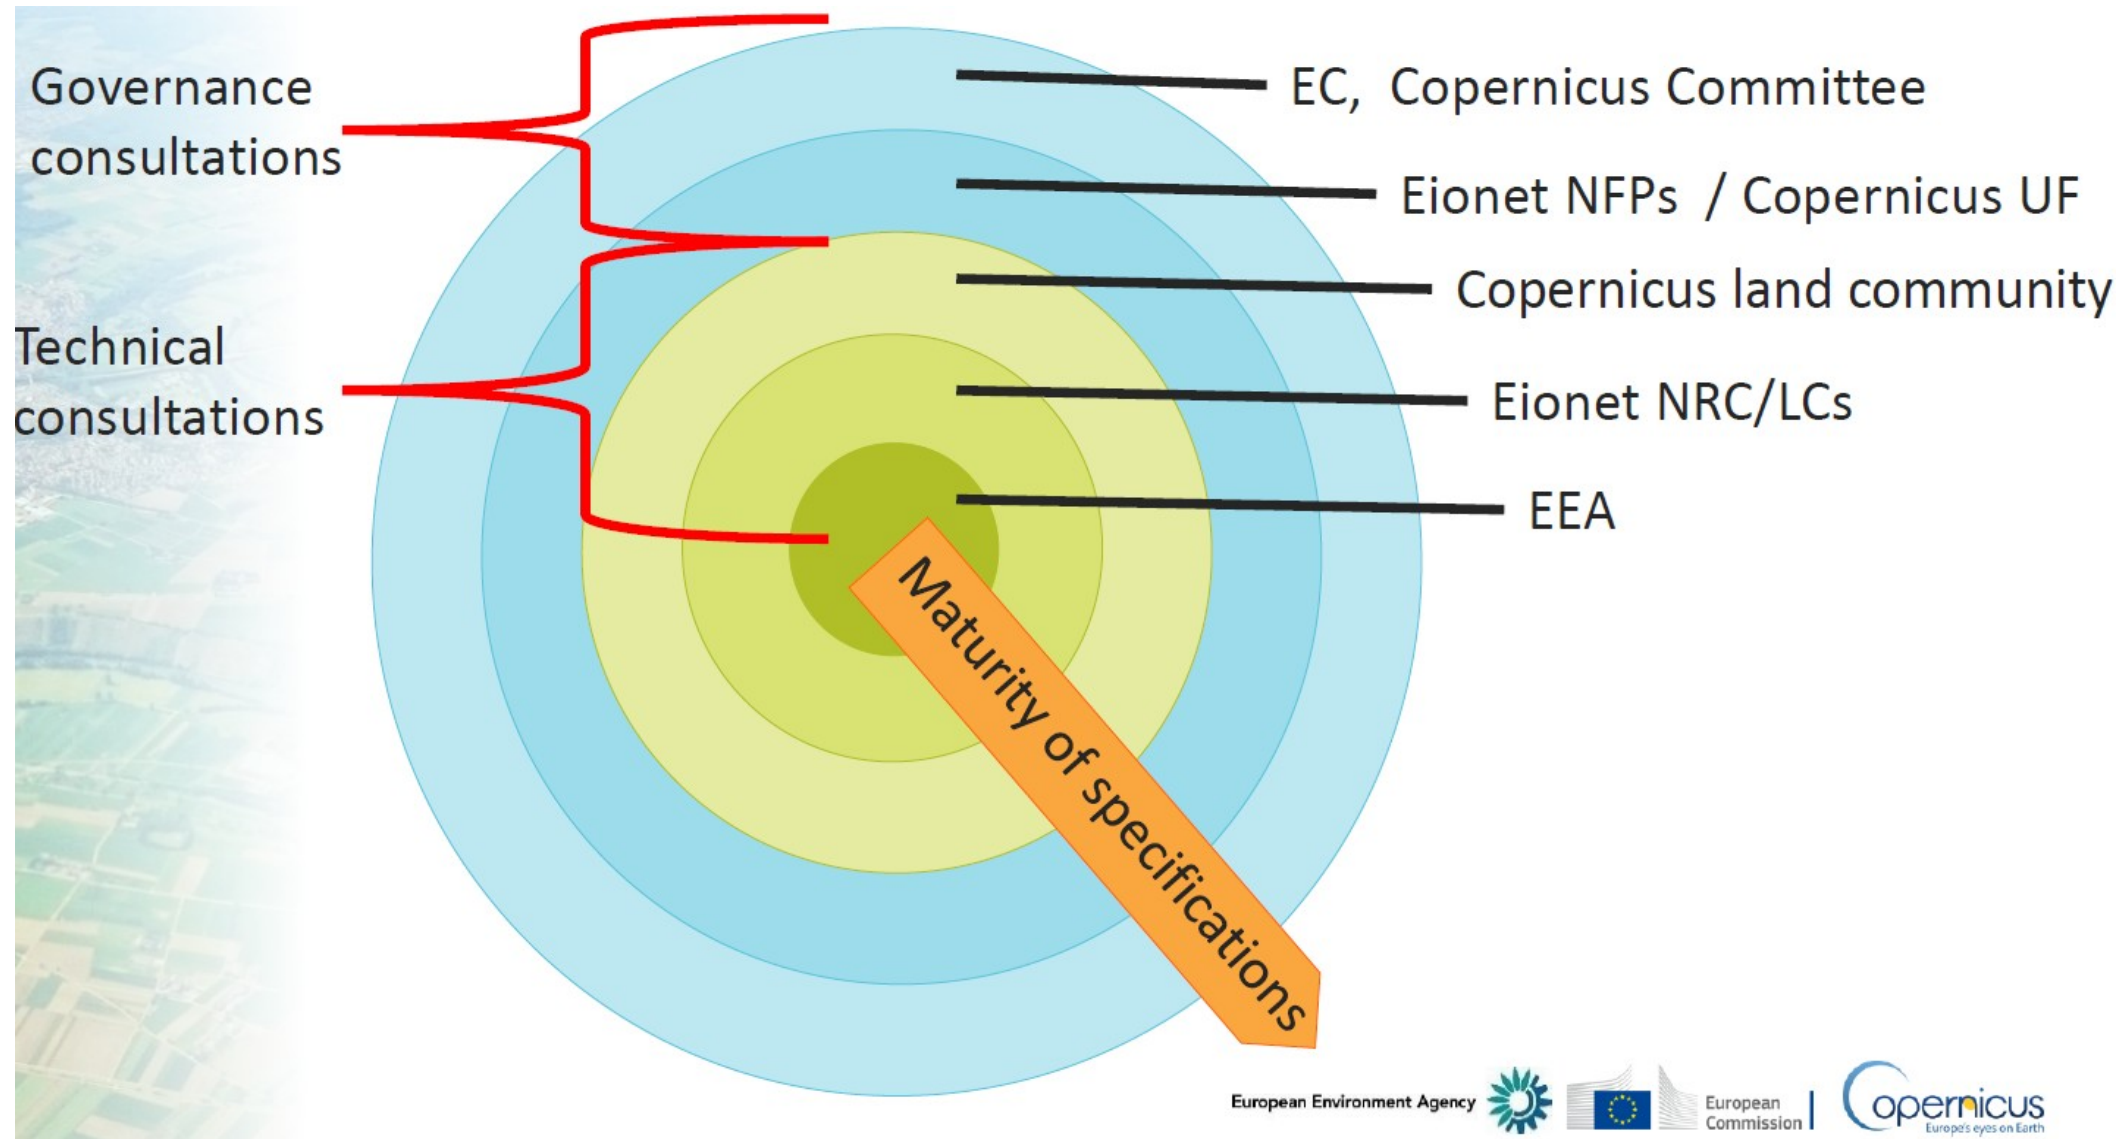 Governance
consultations
Technical
consultations
EC, Copernicus Committee
Eionet NFPs / Copernicus UF
Copernicus land community
Eionet NRC/LCs
EEA
Maturity of specifications
European Environment Agency
European
Commission
opernicus
Europe's eyes on Earth